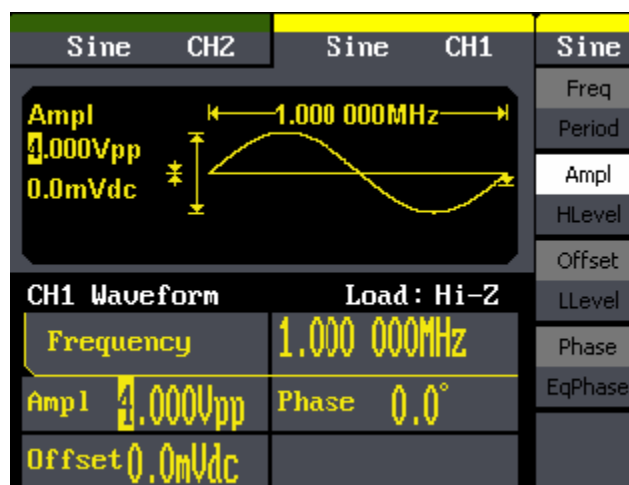 Sine CH2 Sine CH1 Sine
Ampl 1.000 000MHz
4.000Vpp
0.0mVdc
CH1 Waveform Load: Hi-Z
Frequency 1.000 000MHz
Ampl 4.000Vpp Phase 0.0°
Offset 0.0mVdc
Freq
Period
Ampl
HLevel
Offset
LLevel
Phase
EqPhase